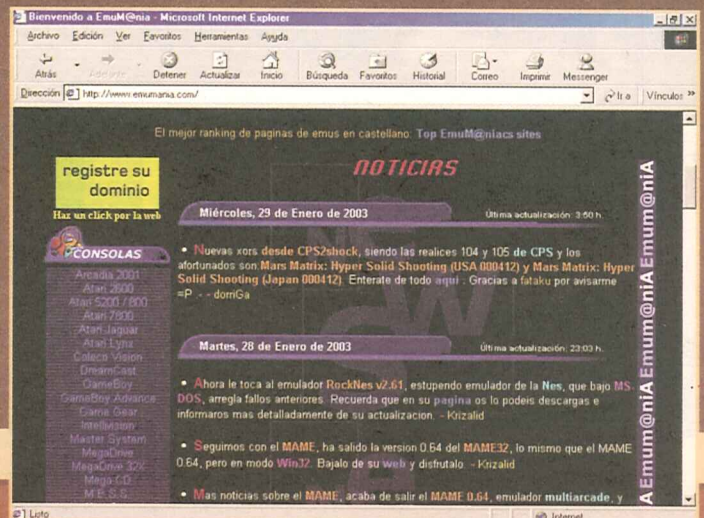 Bienvenido a EmuM@nia - Microsoft Internet Explorer
Archivo Edición Ver Favoritos Herramientas Ayuda
Atrás Adelante Detener Actualizar Inicio Búsqueda Favoritos Historial Correo Imprimir Messenger
Dirección http://www.emumania.com/ Ir a Vínculos »
El mejor ranking de paginas de emus en castellano. Top EmuM@niacs sites
registre su
dominio
Haz un click por la web
CONSOLAS
Arcadia 2001
Atari 2600
Atari 5200 / 800
Atari 7800
Atari Jaguar
Atari Lynx
Coleco Vision
DreamCast
GameBoy
GameBoy Advance
Game Gear
Intellivision
Master System
MegaDrive
MegaDrive 32X
Mega CD
M.E.S.S.
NOTICIAS
Miércoles, 29 de Enero de 2003 Última actualización: 3:50 h.
• Nuevas xors desde CPS2shock, siendo las realices 104 y 105 de CPS y los
afortunados son Mars Matrix: Hyper Solid Shooting (USA 000412) y Mars Matrix: Hyper
Solid Shooting (Japan 000412). Enterate de todo aqui . Gracias a fataku por avisarme
=P - - dorriGa
Martes, 28 de Enero de 2003 Última actualización: 23:03 h.
• Ahora le toca al emulador RockNes v2.61, estupendo emulador de la Nes, que bajo MS-
DOS, arregla fallos anteriores. Recuerda que en su pagina os lo podeis descargas e
informaros mas detalladamente de su actualizacion. - Krizalid
• Seguimos con el MAME, ha salido la version 0.64 del MAME32, lo mismo que el MAME
0.64, pero en modo Win32. Bajalo de su web y disfrutalo. - Krizalid
• Mas noticias sobre el MAME, acaba de salir el MAME 0.64, emulador multiarcade, y
A Emum@niA Emum@niA Emum@niA
Listo Internet